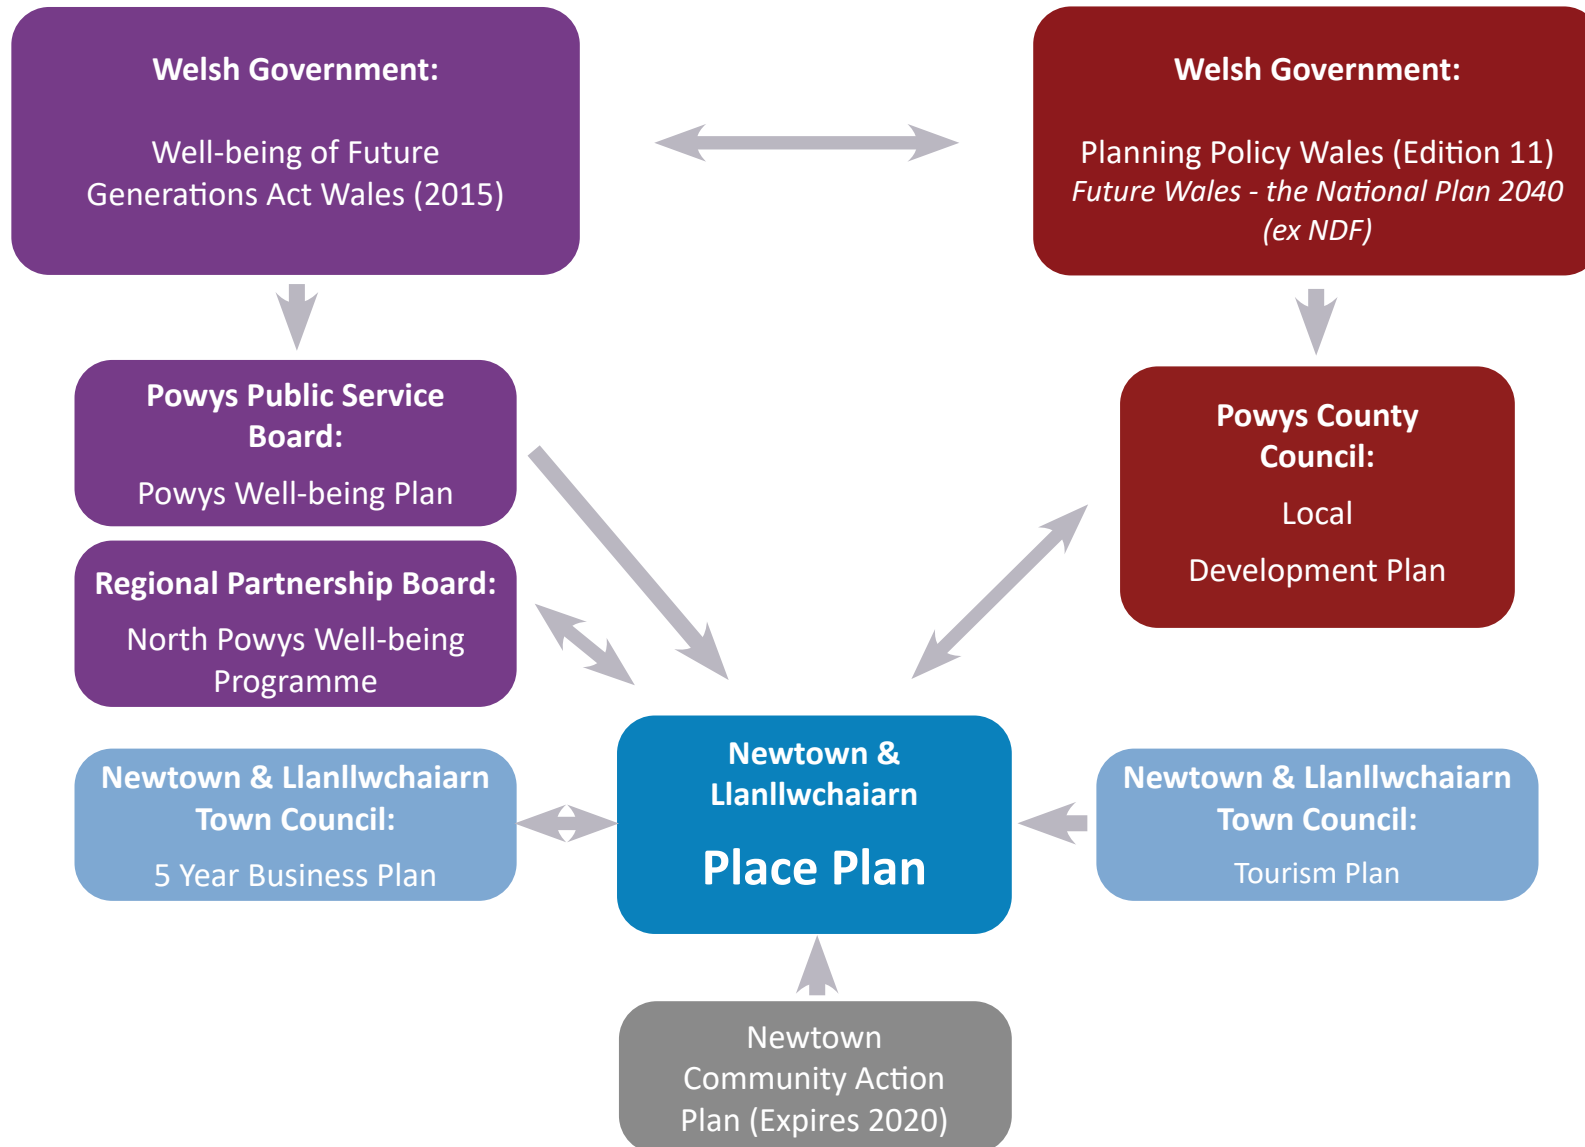 Welsh Government:
Well-being of Future
Generations Act Wales (2015)
Welsh Government:
Planning Policy Wales (Edition 11)
Future Wales - the National Plan 2040
(ex NDF)
Powys Public Service
Board:
Powys Well-being Plan
Powys County
Council:
Local
Development Plan
Regional Partnership Board:
North Powys Well-being
Programme
Newtown & Llanllwchaiarn
Town Council:
5 Year Business Plan
Newtown &
Llanllwchaiarn
Place Plan
Newtown & Llanllwchaiarn
Town Council:
Tourism Plan
Newtown
Community Action
Plan (Expires 2020)